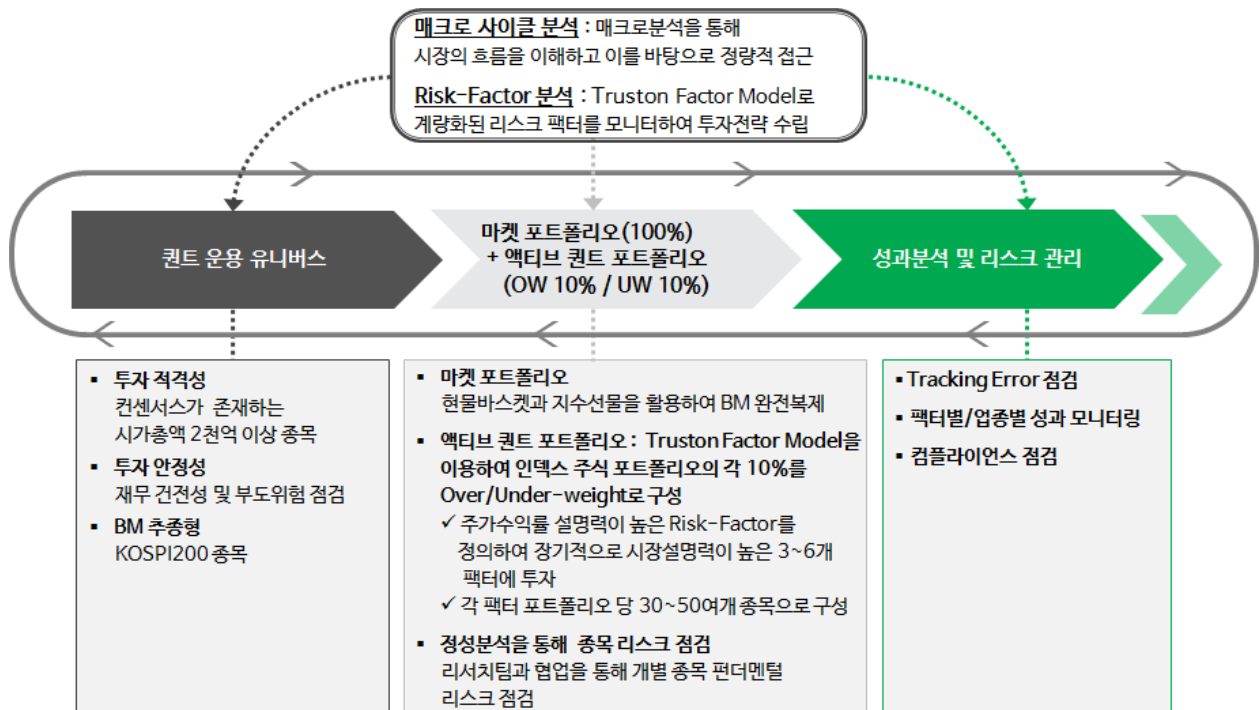 매크로 사이클 분석 : 매크로분석을 통해
시장의 흐름을 이해하고 이를 바탕으로 정량적 접근
Risk-Factor 분석 : Truston Factor Model로
계량화된 리스크 팩터를 모니터하여 투자전략 수립
퀀트 운용 유니버스
마켓 포트폴리오(100%)
+ 액티브 퀀트 포트폴리오
(OW 10% / UW 10%)
성과분석 및 리스크 관리
▪ 투자 적격성
컨센서스가 존재하는
시가총액 2천억 이상 종목
▪ 투자 안정성
재무 건전성 및 부도위험 점검
▪ BM 추종형
KOSPI200 종목
▪ 마켓 포트폴리오
현물바스켓과 지수선물을 활용하여 BM 완전복제
▪ 액티브 퀀트 포트폴리오 : Truston Factor Model을
이용하여 인덱스 주식 포트폴리오의 각 10%를
Over/Under-weight로 구성
✓ 주가수익률 설명력이 높은 Risk-Factor를
정의하여 장기적으로 시장설명력이 높은 3~6개
팩터에 투자
✓ 각 팩터 포트폴리오 당 30~50여개 종목으로 구성
▪ 정성분석을 통해 종목 리스크 점검
리서치팀과 협업을 통해 개별 종목 펀더멘털
리스크 점검
▪ Tracking Error 점검
▪ 팩터별/업종별 성과 모니터링
▪ 컴플라이언스 점검